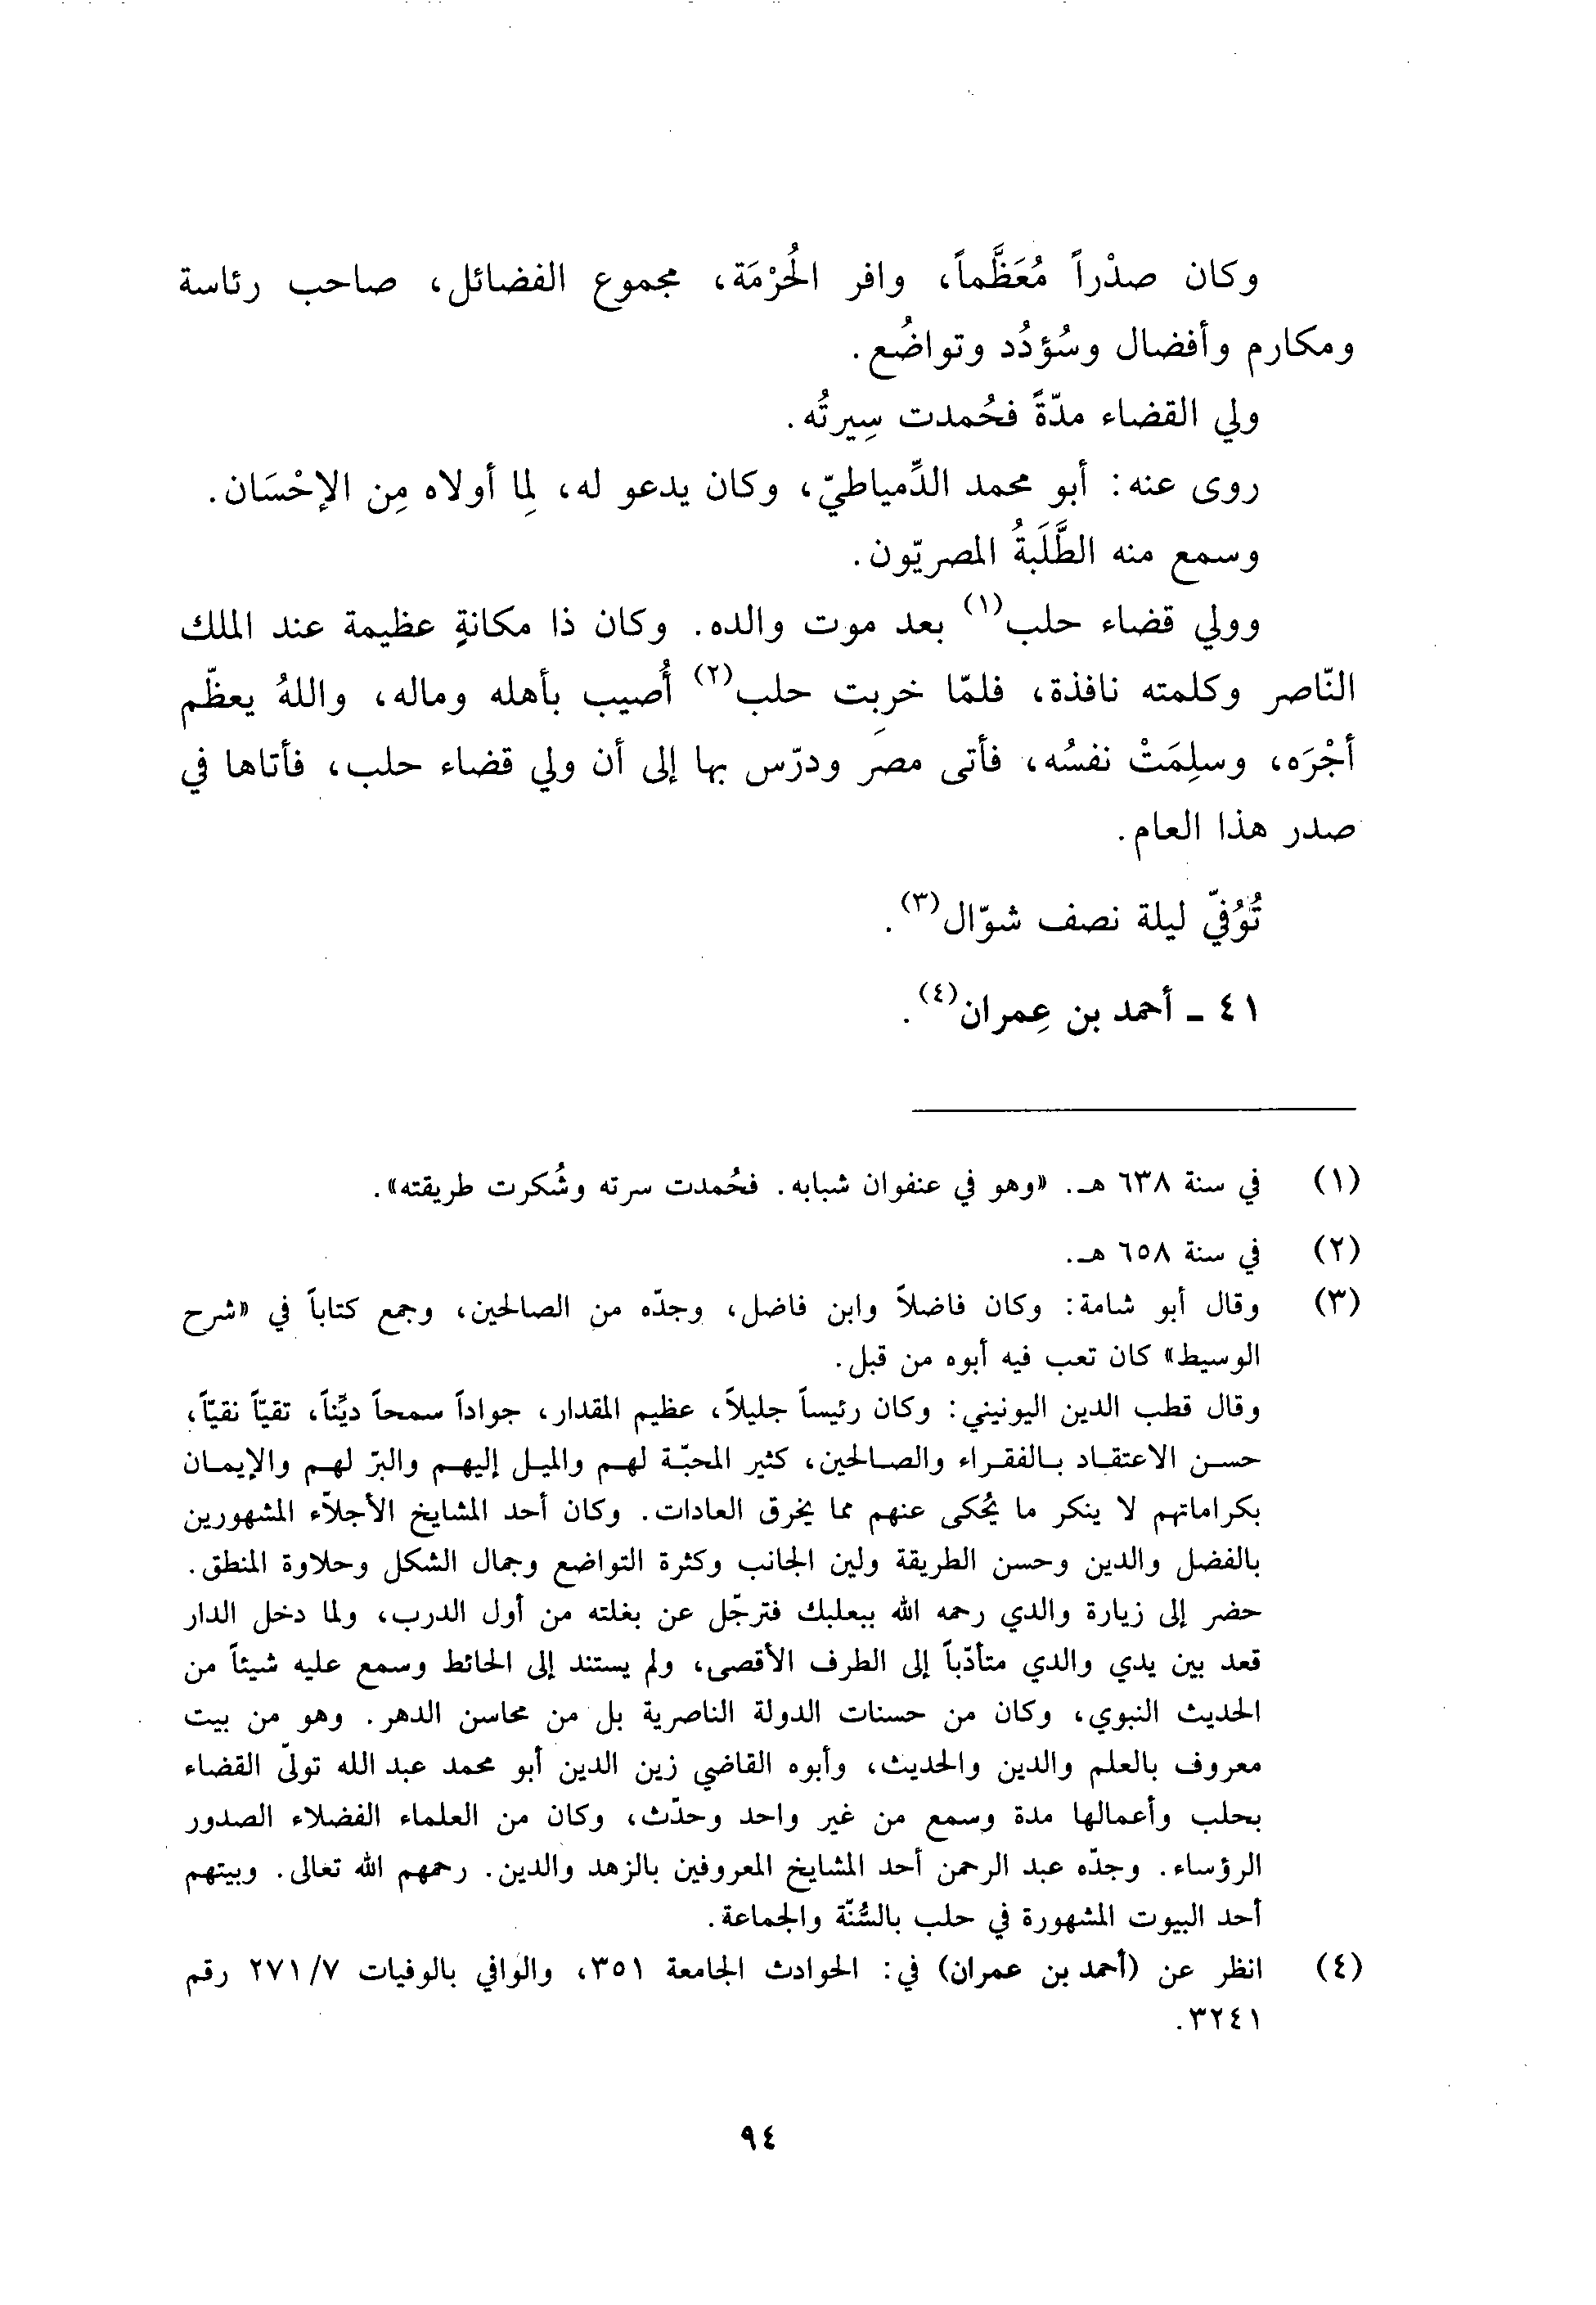 وكان صدْراً مُعَظَّماً، وافر الحُرْمَة، مجموع الفضائل، صاحب رئاسة
ومكارم وأفضال وسُؤدُد وتواضُع.
ولي القضاء مدّةً فحُمدت سِيرتُه.
روى عنه: أبو محمد الدِّمياطيّ، وكان يدعو له، لِما أولاه مِن الإحْسَان.
وسمع منه الطَّلَبةُ المصريّون.
وولي قضاء حلب(١) بعد موت والده. وكان ذا مكانةٍ عظيمة عند الملك
النّاصر وكلمته نافذة، فلمّا خرِبت حلب(٢) أُصيب بأهله وماله، واللهُ يعظّم
أجْرَه، وسلِمَتْ نفسُه، فأتى مصر ودرّس بها إلى أن ولي قضاء حلب، فأتاها في
صدر هذا العام.
تُوُفيّ ليلة نصف شوّال(٣).
٤١ - أحمد بن عِمران(٤).
(١) في سنة ٦٣٨ هـ. «وهو في عنفوان شبابه. فحُمدت سرته وشُكرت طريقته».
(٢) في سنة ٦٥٨ هـ.
(٣) وقال أبو شامة: وكان فاضلاً وابن فاضل، وجدّه من الصالحين، وجمع كتاباً في «شرح
الوسيط» كان تعب فيه أبوه من قبل.
وقال قطب الدين اليونيني: وكان رئيساً جليلاً، عظيم المقدار، جواداً سمحاً ديِّناً، تقيّاً نقيّاً،
حسن الاعتقاد بالفقراء والصالحين، كثير المحبّة لهم والميل إليهم والبرّ لهم والإيمان
بكراماتهم لا ينكر ما يُحكى عنهم مما يخرق العادات. وكان أحد المشايخ الأجلاّء المشهورين
بالفضل والدين وحسن الطريقة ولين الجانب وكثرة التواضع وجمال الشكل وحلاوة المنطق.
حضر إلى زيارة والدي رحمه الله ببعلبك فترجّل عن بغلته من أول الدرب، ولما دخل الدار
قعد بين يدي والدي متأدّباً إلى الطرف الأقصى، ولم يستند إلى الحائط وسمع عليه شيئاً من
الحديث النبوي، وكان من حسنات الدولة الناصرية بل من محاسن الدهر. وهو من بيت
معروف بالعلم والدين والحديث، وأبوه القاضي زين الدين أبو محمد عبد الله تولىّ القضاء
بحلب وأعمالها مدة وسمع من غير واحد وحدّث، وكان من العلماء الفضلاء الصدور
الرؤساء. وجدّه عبد الرحمن أحد المشايخ المعروفين بالزهد والدين. رحمهم الله تعالى. وبيتهم
أحد البيوت المشهورة في حلب بالسُّنّة والجماعة.
(٤) انظر عن (أحمد بن عمران) في: الحوادث الجامعة ٣٥١، والوافي بالوفيات ٢٧١/٧ رقم
٣٢٤١.
٩٤